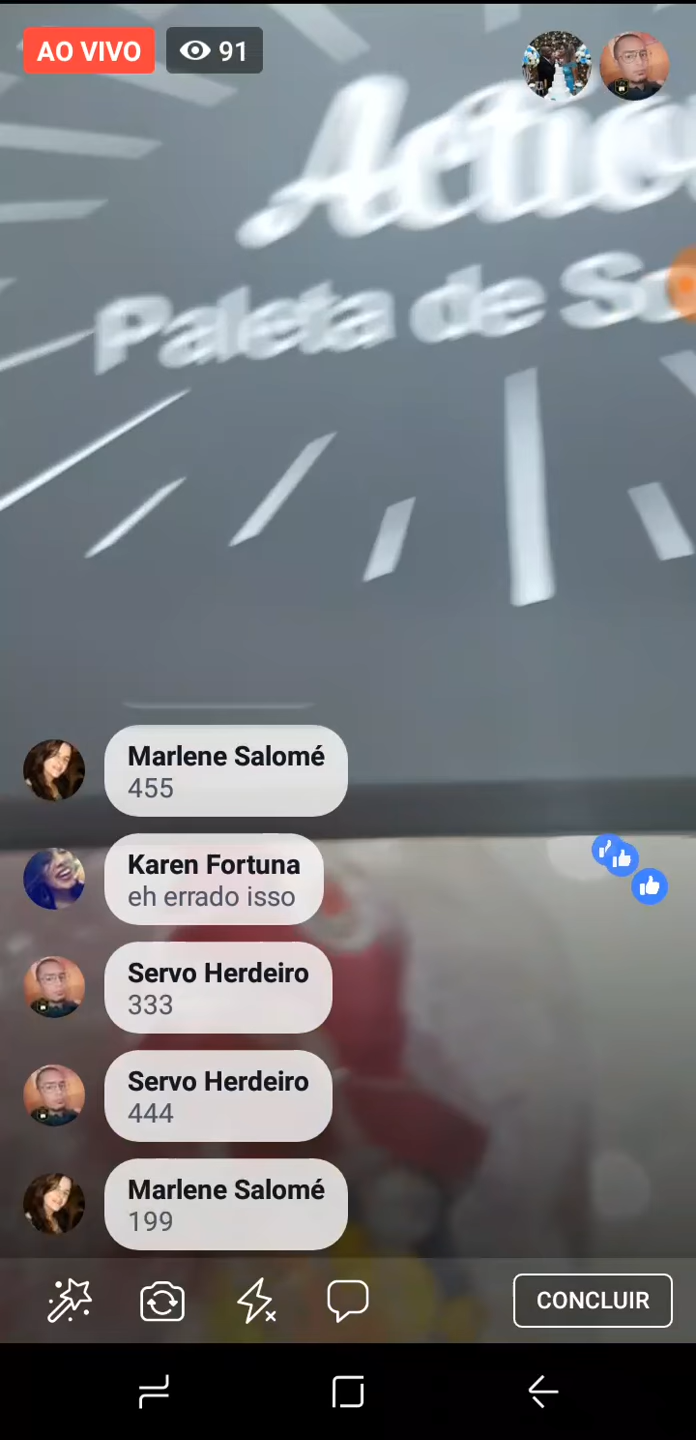 AO VIVO
91
Paleta de
Marlene Salomé
455
Karen Fortuna
eh errado isso
Servo Herdeiro
333
Servo Herdeiro
444
Marlene Salomé
199
CONCLUIR